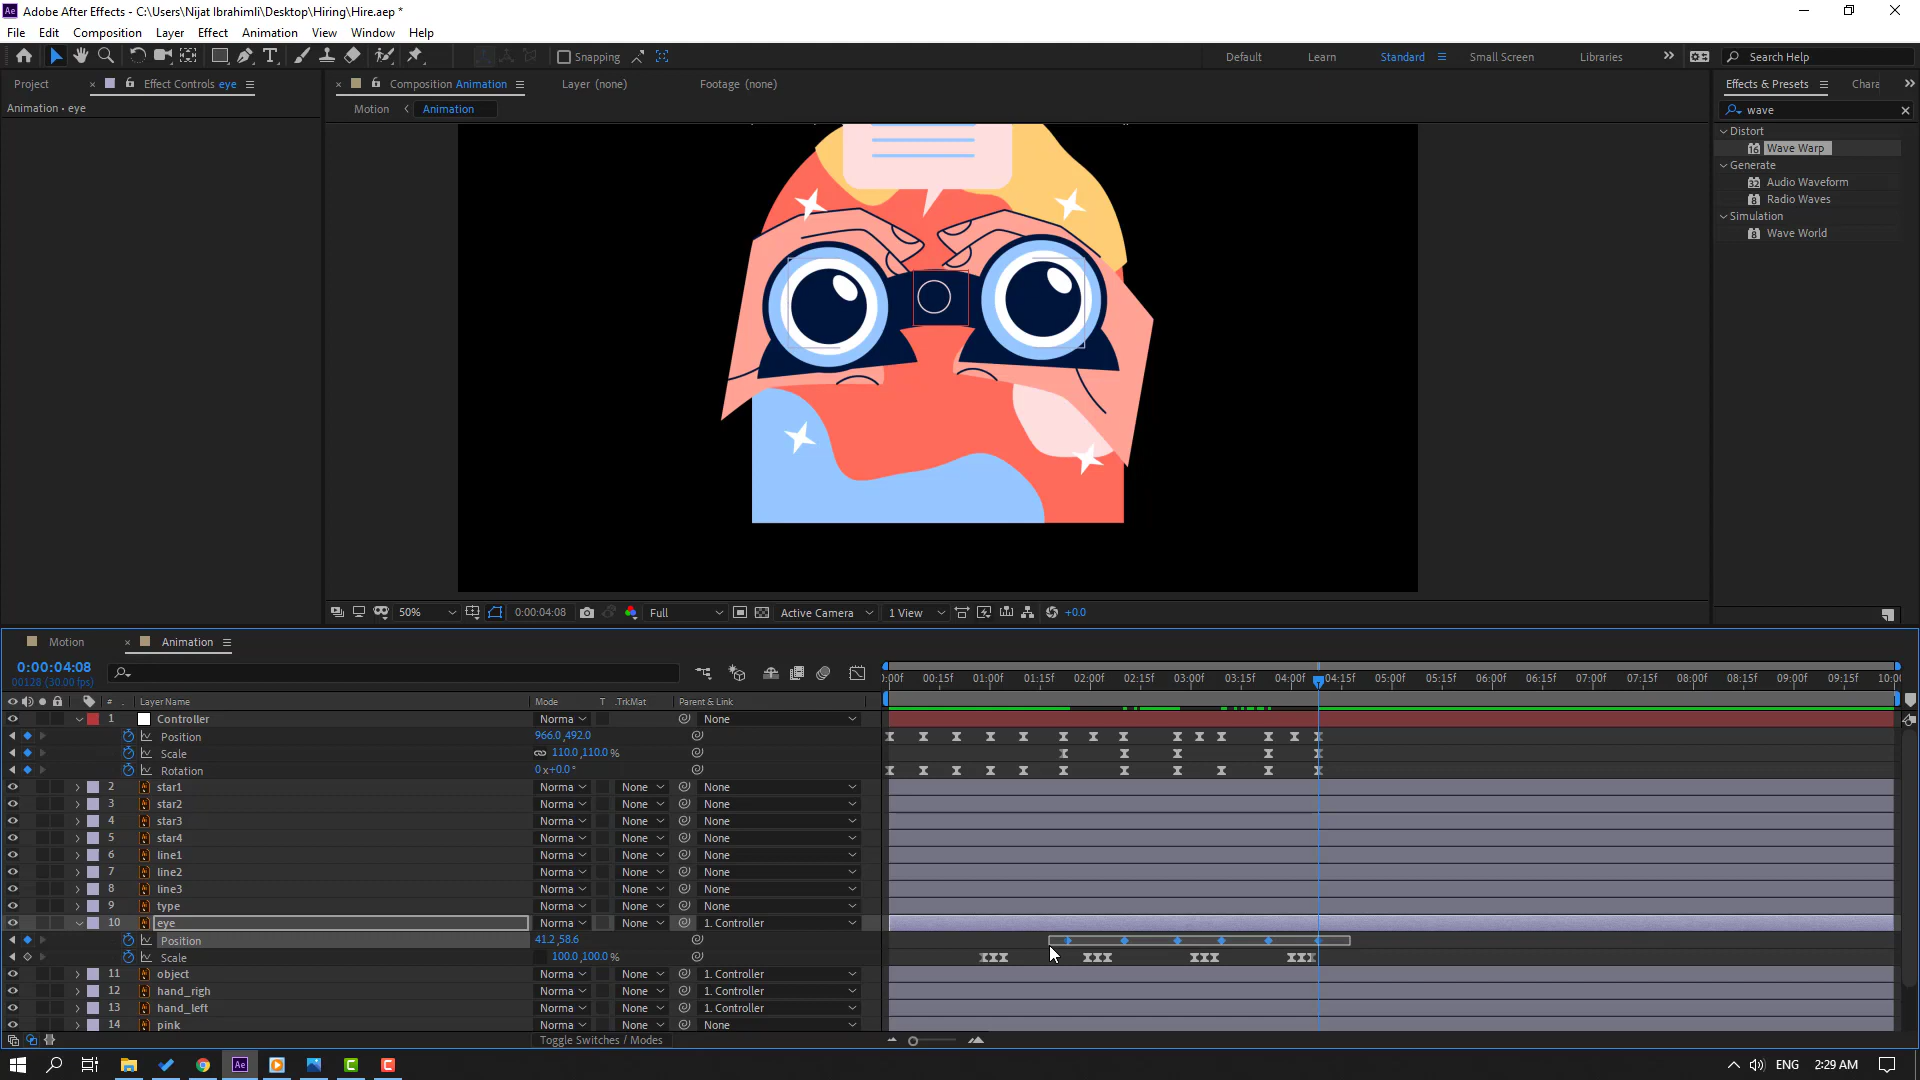 Adobe After Effects - C:\Users\Nijat Ibrahimli\Desktop\Hiring\Hire.aep *
File Edit Composition Layer Effect Animation View Window Help
Snapping Default Learn Standard Small Screen Libraries Search Help
Project Effect Controls eye Composition Animation Layer (none) Footage (none) Effects & Presets Chara
Animation • eye Motion Animation wave
Distort
16 Wave Warp
Generate
32 Audio Waveform
8 Radio Waves
Simulation
8 Wave World
50% 0:00:04:08 Full Active Camera 1 View +0.0
Motion Animation
0:00:04:08
00128 (30.00 fps)
:00f 00:15f 01:00f 01:15f 02:00f 02:15f 03:00f 03:15f 04:00f 04:15f 05:00f 05:15f 06:00f 06:15f 07:00f 07:15f 08:00f 08:15f 09:00f 09:15f 10:00
# . Layer Name Mode T .TrkMat Parent & Link
1 Controller Norma None
Position 966.0,492.0
Scale 110.0,110.0 %
Rotation 0x+0.0°
2 star1 Norma None None
3 star2 Norma None None
4 star3 Norma None None
5 star4 Norma None None
6 line1 Norma None None
7 line2 Norma None None
8 line3 Norma None None
9 type Norma None None
10 eye Norma None 1. Controller
Position 41.2,58.6
Scale 100.0,100.0 %
11 object Norma None 1. Controller
12 hand_righ Norma None 1. Controller
13 hand_left Norma None 1. Controller
14 pink Norma None None
Toggle Switches / Modes
ENG 2:29 AM